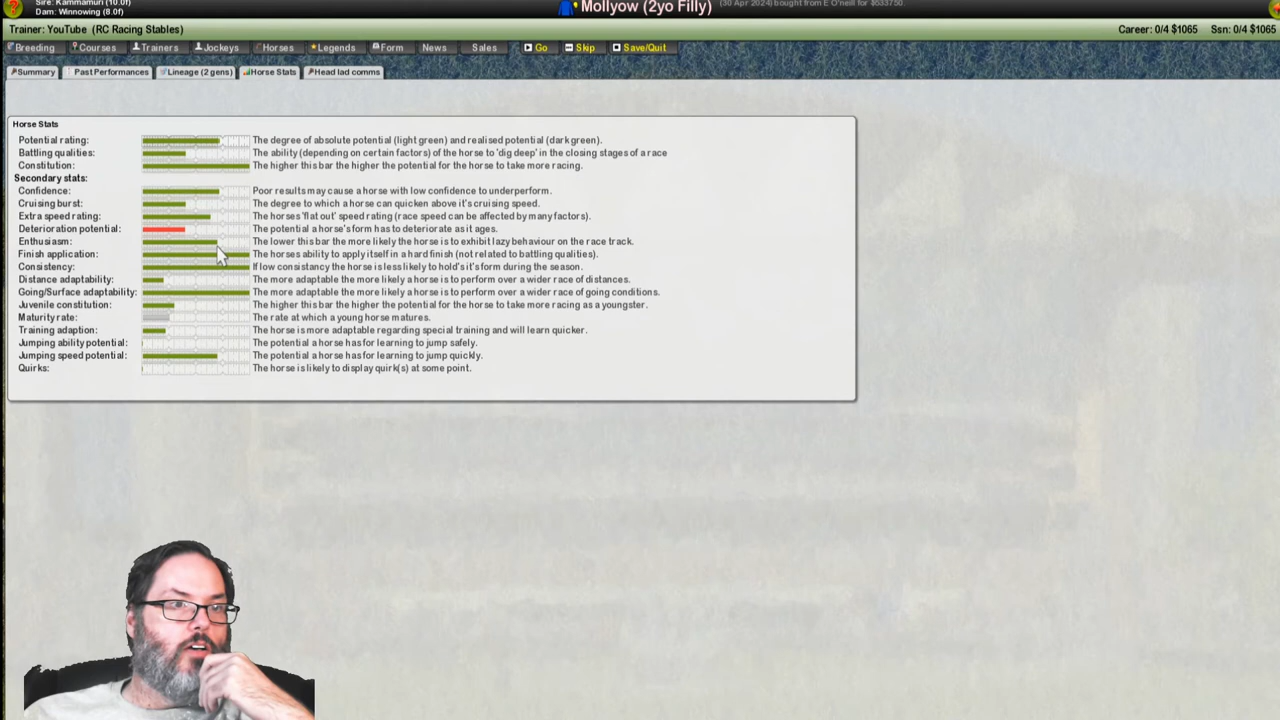 Sire: Kammamuri (10.0f)
Dam: Winnowing (8.0f)
Mollyow (2yo Filly) (30 Apr 2024) bought from E O'neill for $633750.
Trainer: YouTube (RC Racing Stables) Career: 0/4 $1065 Ssn: 0/4 $1065
Breeding Courses Trainers Jockeys Horses Legends Form News Sales Go Skip Save/Quit
Summary Past Performances Lineage (2 gens) Horse Stats Head lad comms
Horse Stats
Potential rating: The degree of absolute potential (light green) and realised potential (dark green).
Battling qualities: The ability (depending on certain factors) of the horse to 'dig deep' in the closing stages of a race
Constitution: The higher this bar the higher the potential for the horse to take more racing.
Secondary stats:
Confidence: Poor results may cause a horse with low confidence to underperform.
Cruising burst: The degree to which a horse can quicken above it's cruising speed.
Extra speed rating: The horses 'flat out' speed rating (race speed can be affected by many factors).
Deterioration potential: The potential a horse's form has to deteriorate as it ages.
Enthusiasm: The lower this bar the more likely the horse is to exhibit lazy behaviour on the race track.
Finish application: The horses ability to apply itself in a hard finish (not related to battling qualities).
Consistency: If low consistancy the horse is less likely to hold's it's form during the season.
Distance adaptability: The more adaptable the more likely a horse is to perform over a wider race of distances.
Going/Surface adaptability: The more adaptable the more likely a horse is to perform over a wider race of going conditions.
Juvenile constitution: The higher this bar the higher the potential for the horse to take more racing as a youngster.
Maturity rate: The rate at which a young horse matures.
Training adaption: The horse is more adaptable regarding special training and will learn quicker.
Jumping ability potential: The potential a horse has for learning to jump safely.
Jumping speed potential: The potential a horse has for learning to jump quickly.
Quirks: The horse is likely to display quirk(s) at some point.